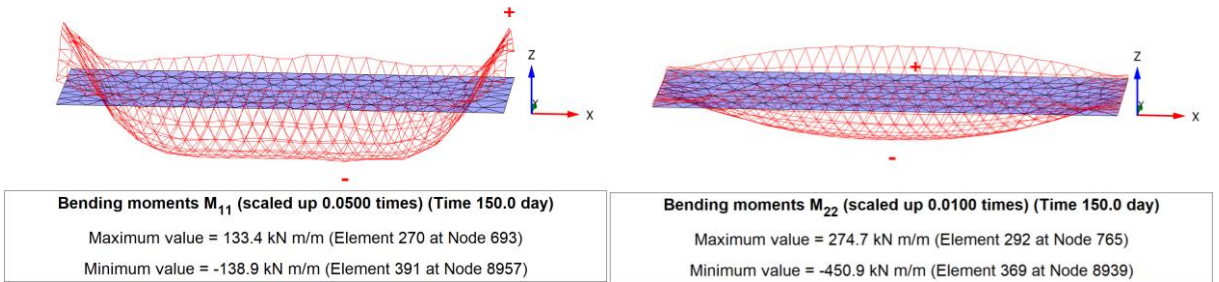 +
Z
Y
X
-
Bending moments M11 (scaled up 0.0500 times) (Time 150.0 day)
Maximum value = 133.4 kN m/m (Element 270 at Node 693)
Minimum value = -138.9 kN m/m (Element 391 at Node 8957)
+
Z
Y
X
-
Bending moments M22 (scaled up 0.0100 times) (Time 150.0 day)
Maximum value = 274.7 kN m/m (Element 292 at Node 765)
Minimum value = -450.9 kN m/m (Element 369 at Node 8939)